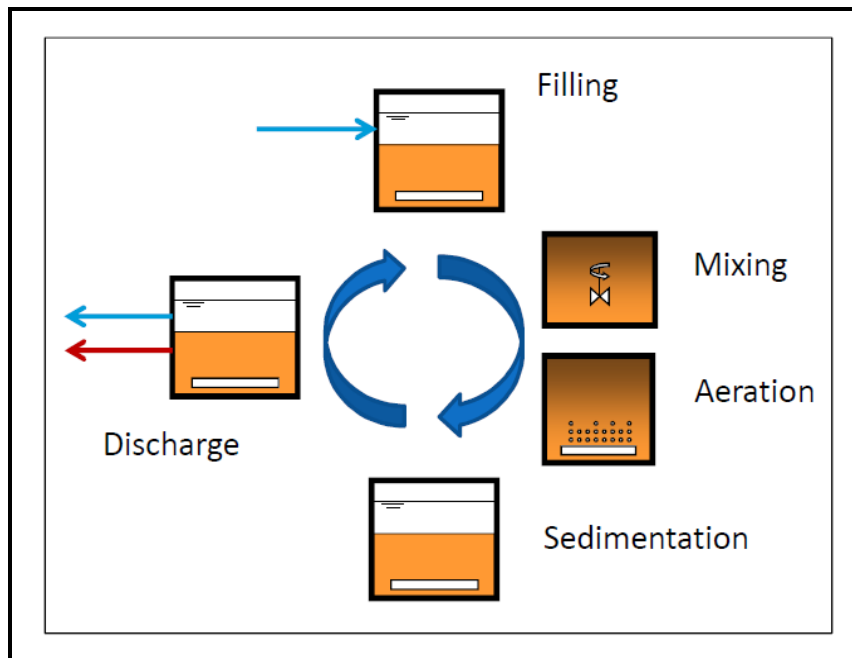 Filling
Mixing
Aeration
Discharge
Sedimentation